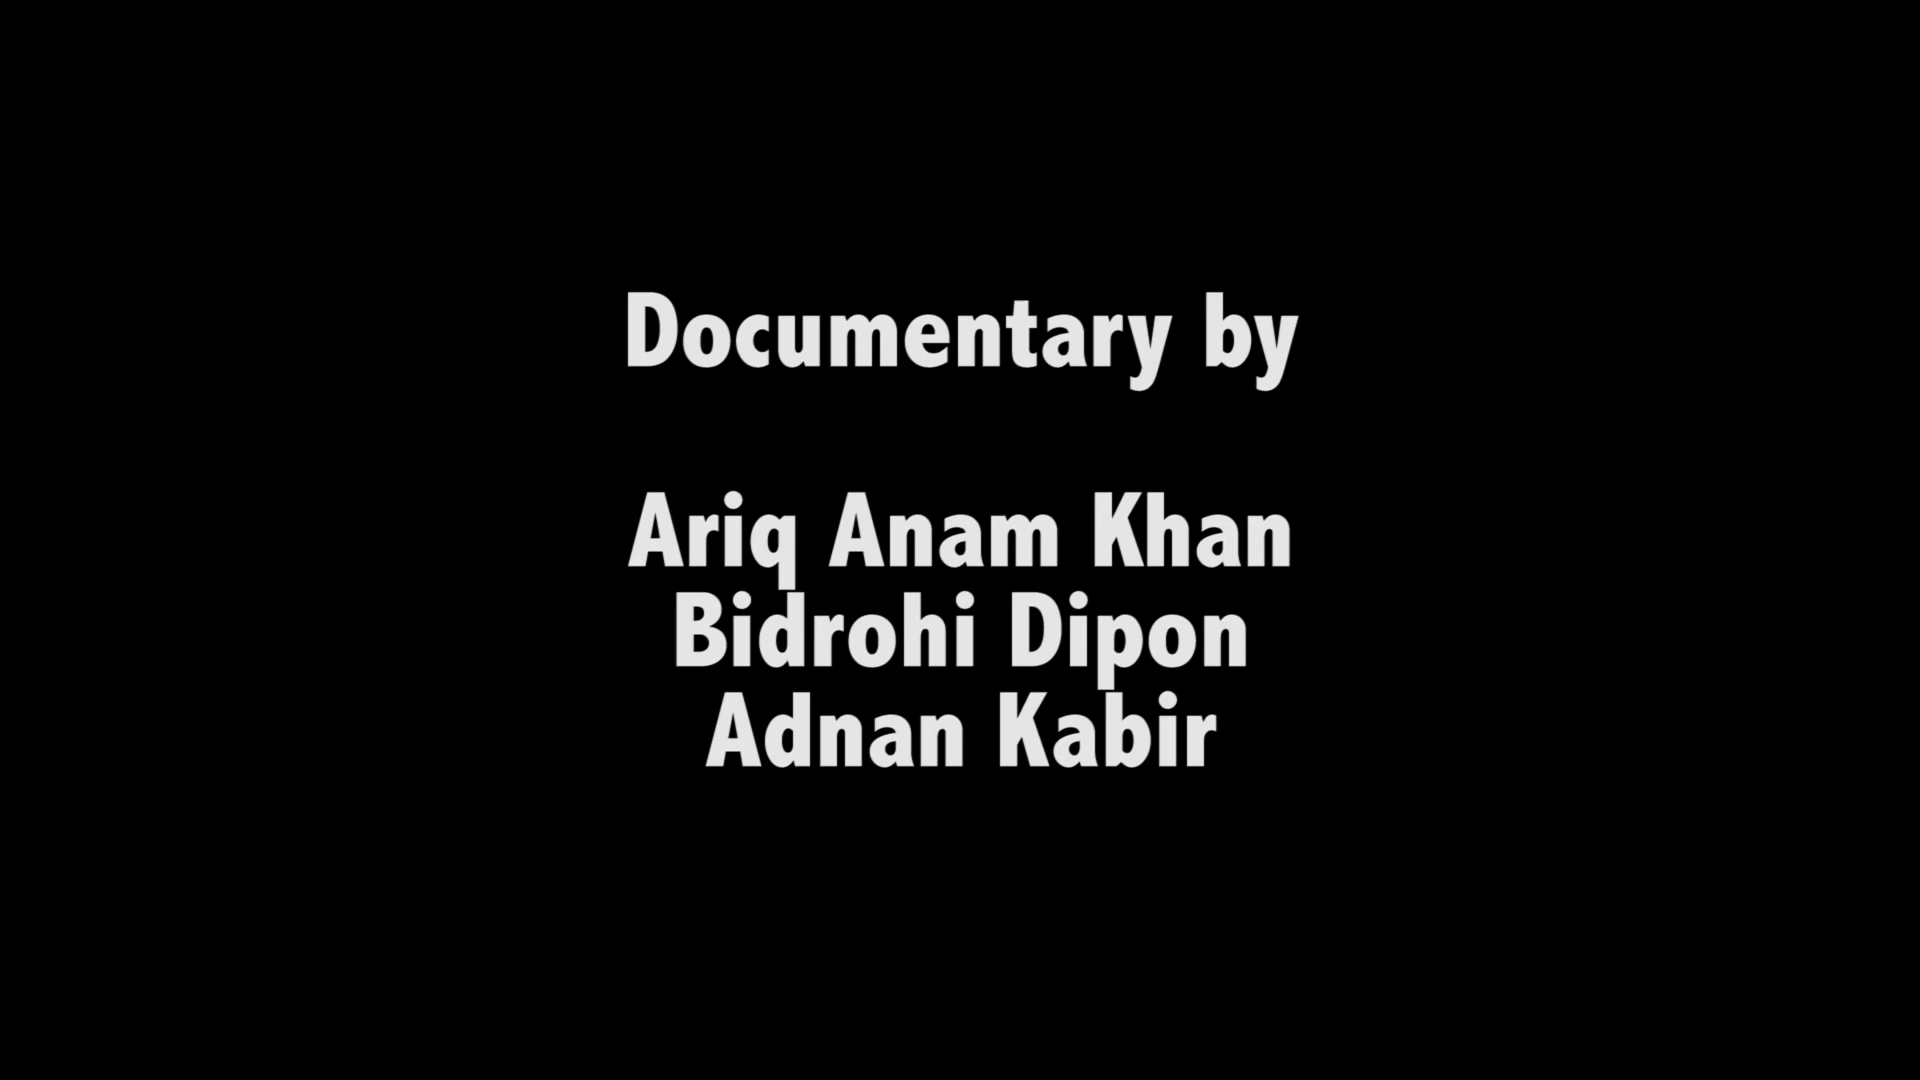 Documentary by
Ariq Anam Khan
Bidrohi Dipon
Adnan Kabir